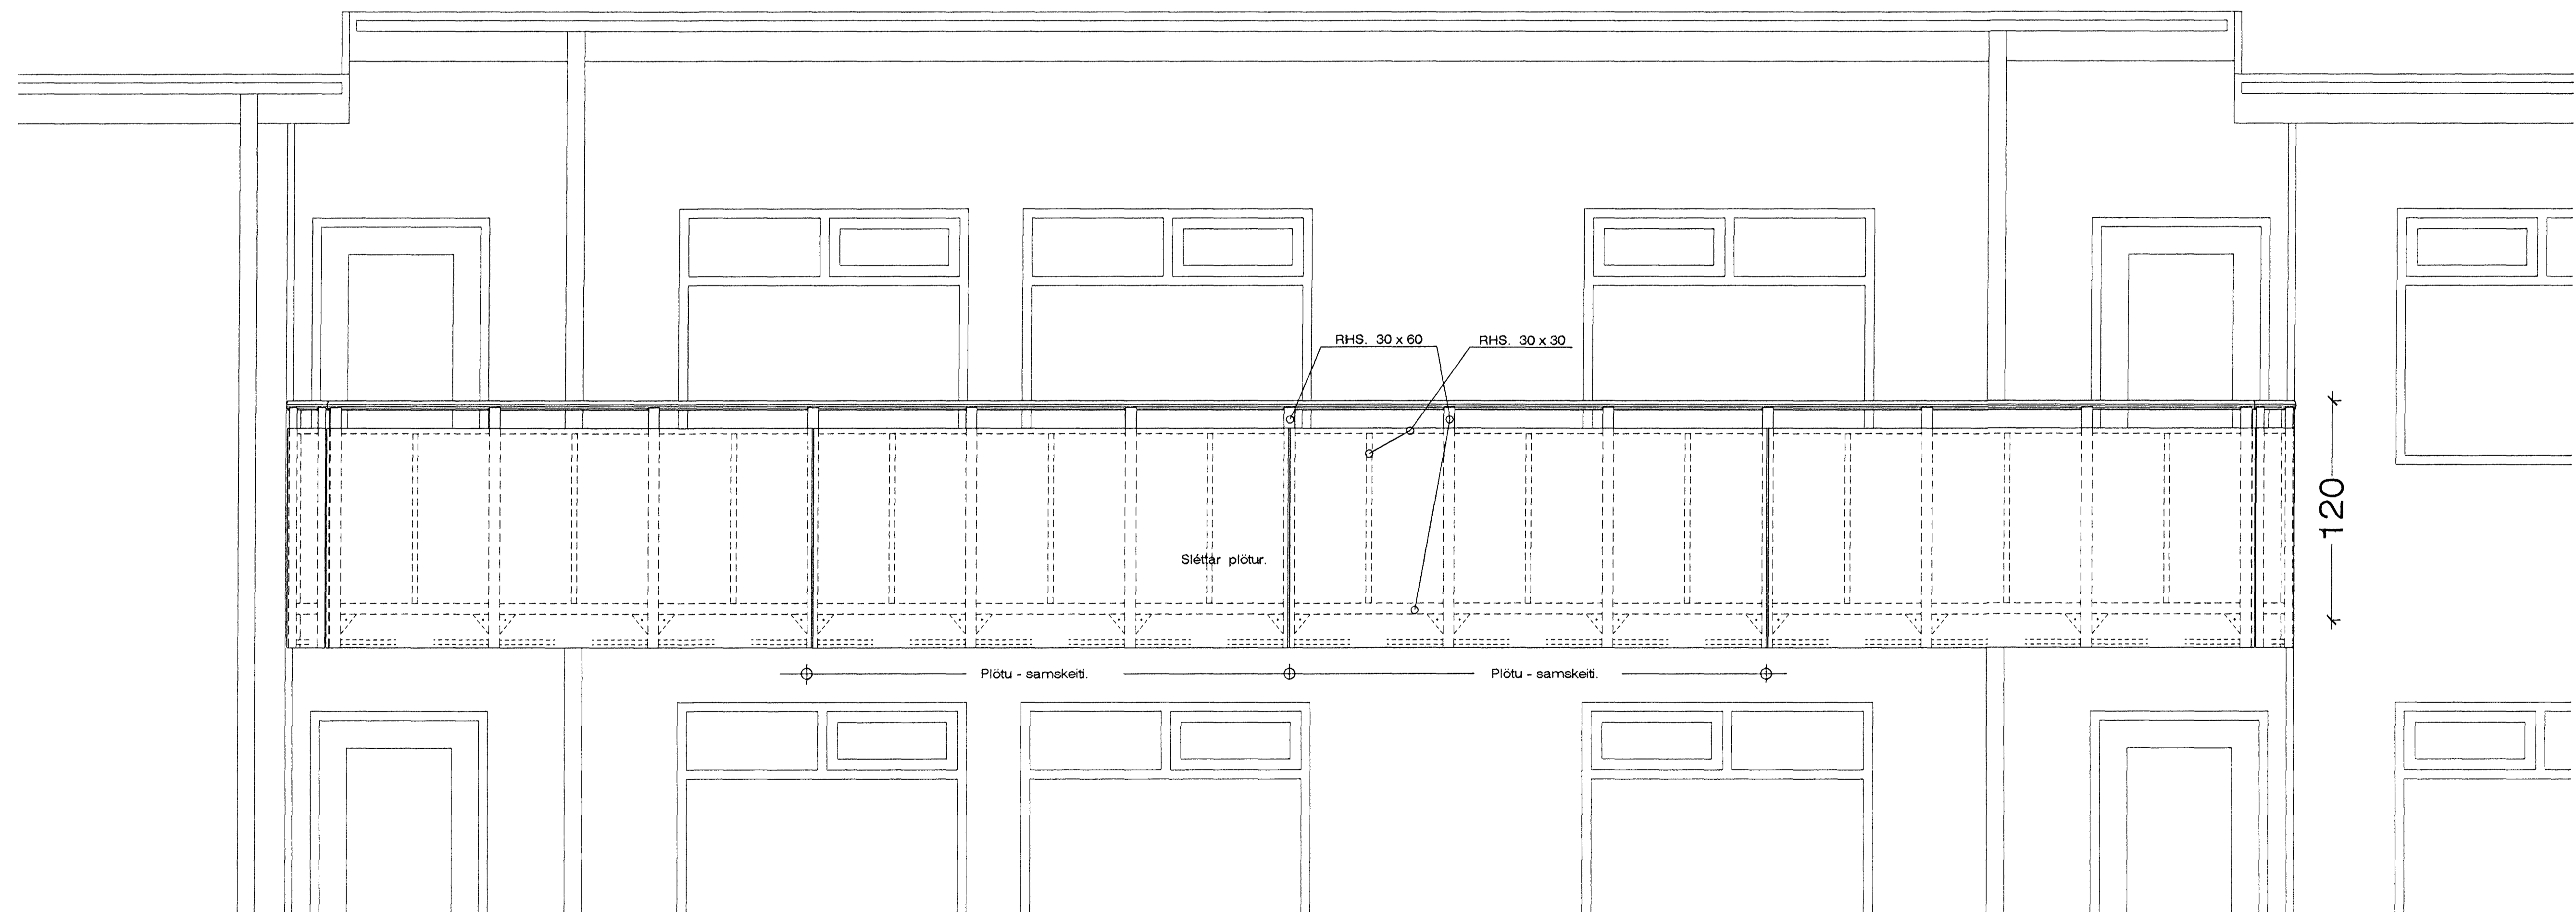 RHS. 30 x 60
RHS. 30 x 30
120
Sléttar plötur.
Plötu - samskeiti.
Plötu - samskeiti.